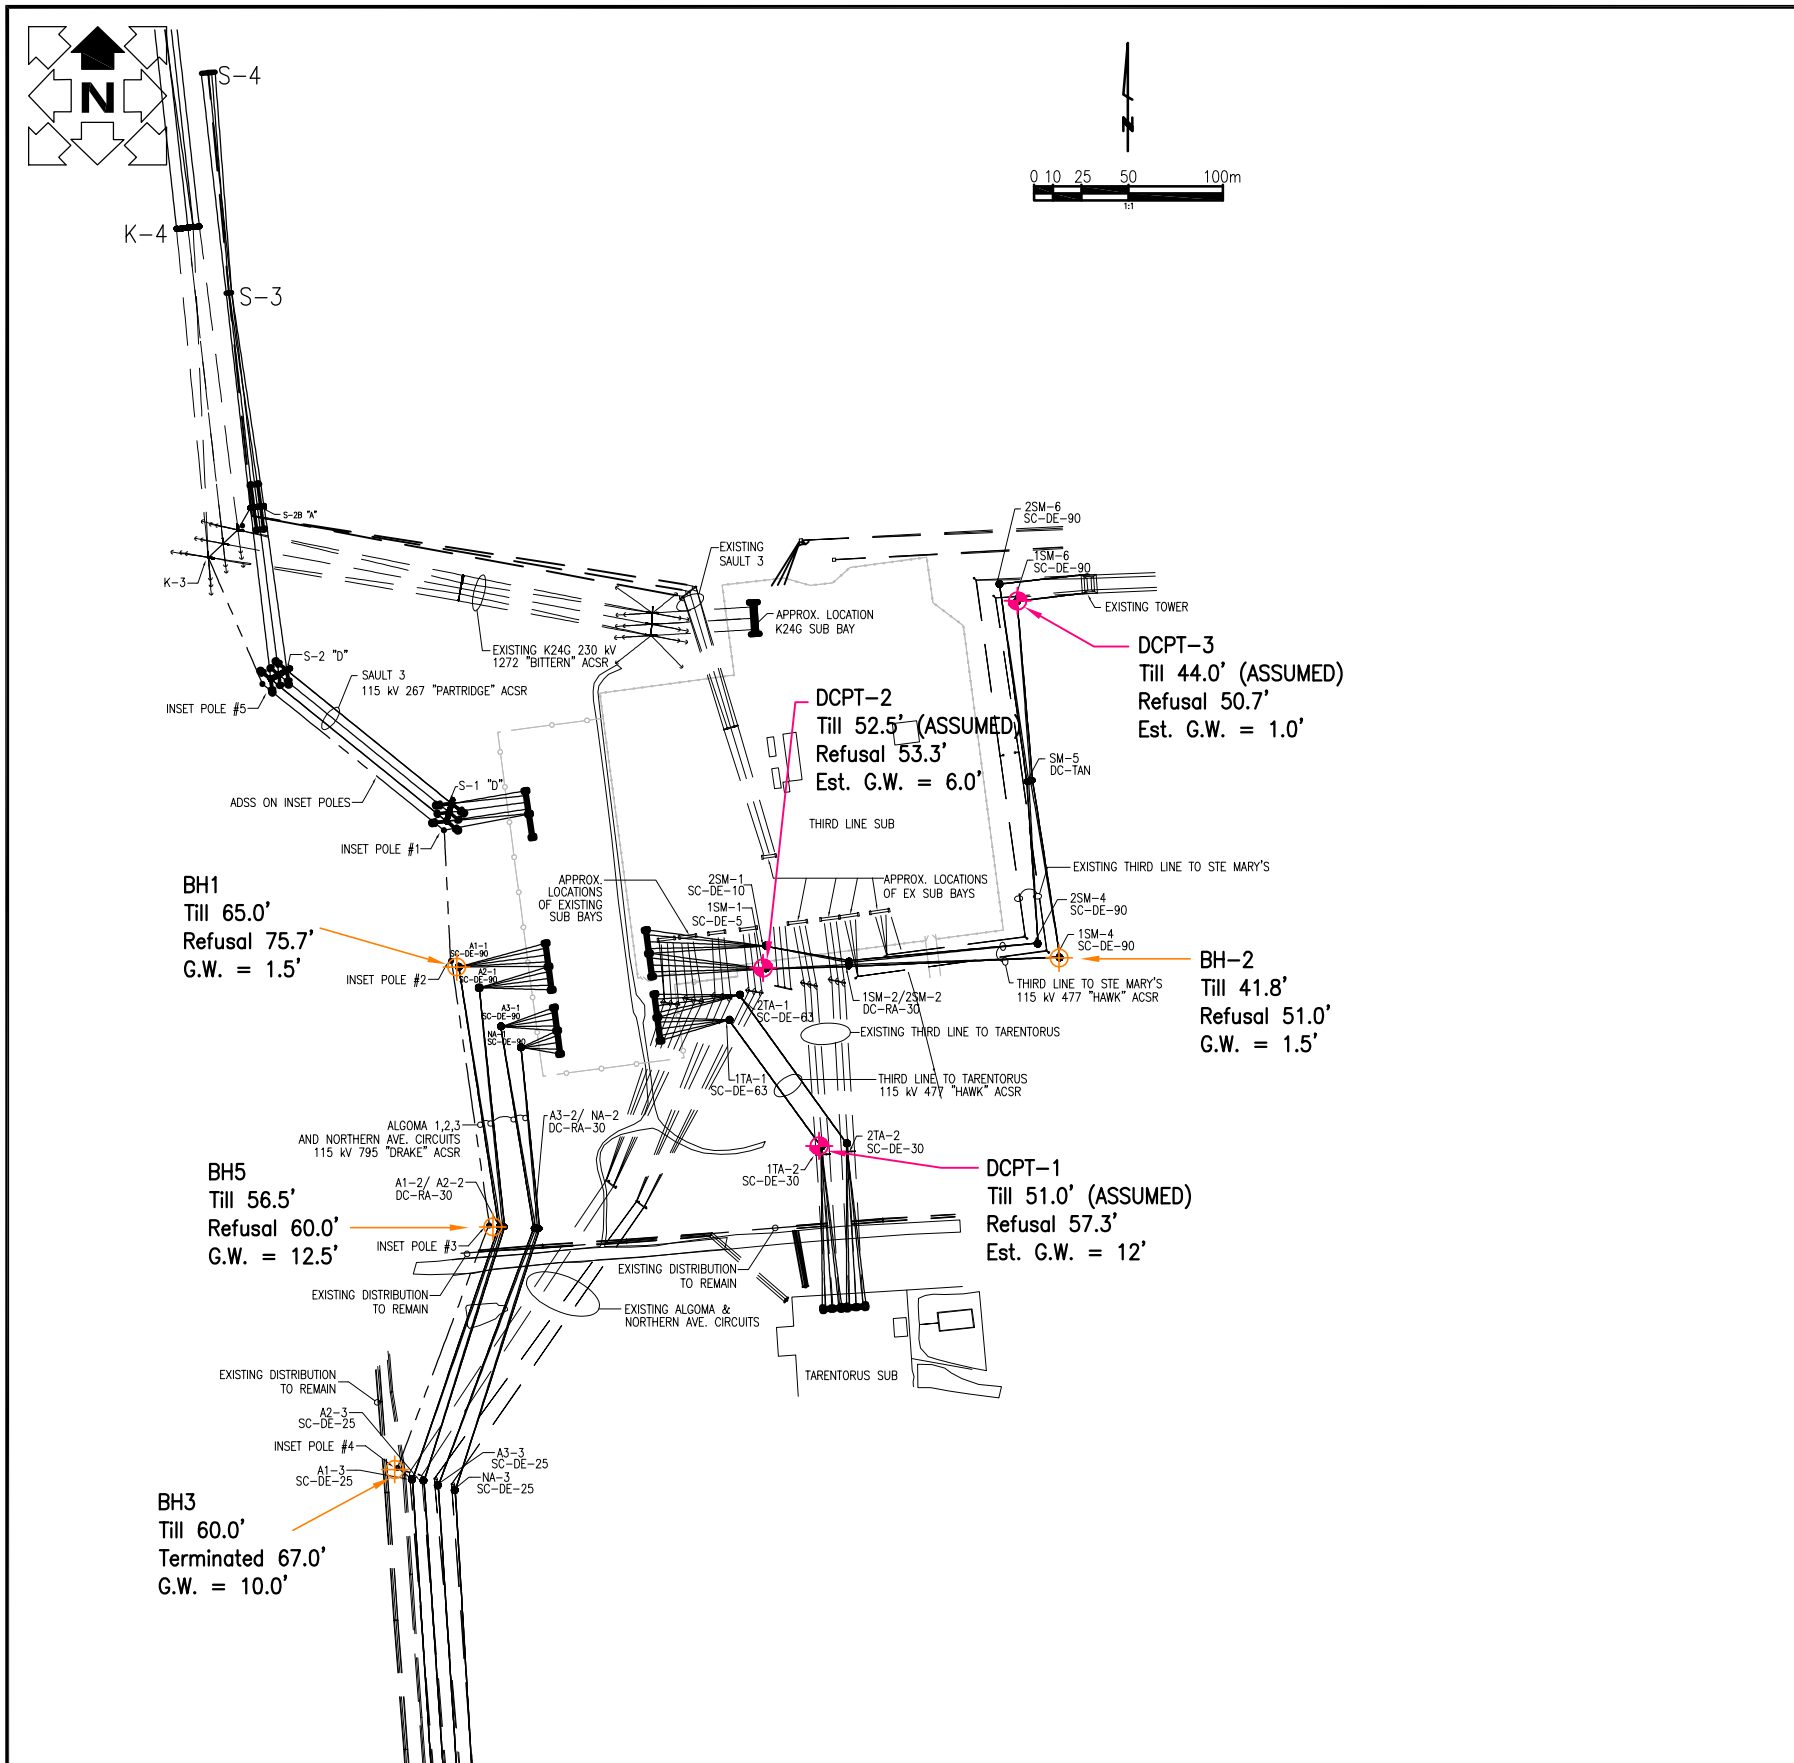 N
S-4
K-4
S-3
N
0 10 25 50 100m
1:1
S-2B "A"
K-3
EXISTING
SAULT 3
2SM-6
SC-DE-90
1SM-6
SC-DE-90
EXISTING TOWER
APPROX. LOCATION
K24G SUB BAY
EXISTING K24G 230 kV
1272 "BITTERN" ACSR
S-2 "D"
SAULT 3
115 kV 267 "PARTRIDGE" ACSR
INSET POLE #5
DCPT-3
Till 44.0' (ASSUMED)
Refusal 50.7'
Est. G.W. = 1.0'
DCPT-2
Till 52.5' (ASSUMED)
Refusal 53.3'
Est. G.W. = 6.0'
SM-5
DC-TAN
S-1 "D"
ADSS ON INSET POLES
INSET POLE #1
THIRD LINE SUB
EXISTING THIRD LINE TO STE MARY'S
BH1
Till 65.0'
Refusal 75.7'
G.W. = 1.5'
APPROX.
LOCATIONS
OF EXISTING
SUB BAYS
2SM-1
SC-DE-10
1SM-1
SC-DE-5
APPROX. LOCATIONS
OF EX SUB BAYS
2SM-4
SC-DE-90
1SM-4
SC-DE-90
A1-1
SC-DE-90
INSET POLE #2
A2-1
SC-DE-90
A3-1
SC-DE-90
NA-1
SC-DE-90
BH-2
Till 41.8'
Refusal 51.0'
G.W. = 1.5'
THIRD LINE TO STE MARY'S
115 kV 477 "HAWK" ACSR
1SM-2/2SM-2
DC-RA-30
2TA-1
SC-DE-63
EXISTING THIRD LINE TO TARENTORUS
1TA-1
SC-DE-63
THIRD LINE TO TARENTORUS
115 kV 477 "HAWK" ACSR
ALGOMA 1,2,3
AND NORTHERN AVE. CIRCUITS
115 kV 795 "DRAKE" ACSR
A3-2/ NA-2
DC-RA-30
2TA-2
SC-DE-30
1TA-2
SC-DE-30
BH5
Till 56.5'
Refusal 60.0'
G.W. = 12.5'
A1-2/ A2-2
DC-RA-30
INSET POLE #3
DCPT-1
Till 51.0' (ASSUMED)
Refusal 57.3'
Est. G.W. = 12'
EXISTING DISTRIBUTION
TO REMAIN
EXISTING DISTRIBUTION
TO REMAIN
EXISTING ALGOMA &
NORTHERN AVE. CIRCUITS
TARENTORUS SUB
EXISTING DISTRIBUTION
TO REMAIN
A2-3
SC-DE-25
INSET POLE #4
A1-3
SC-DE-25
A3-3
SC-DE-25
NA-3
SC-DE-25
BH3
Till 60.0'
Terminated 67.0'
G.W. = 10.0'